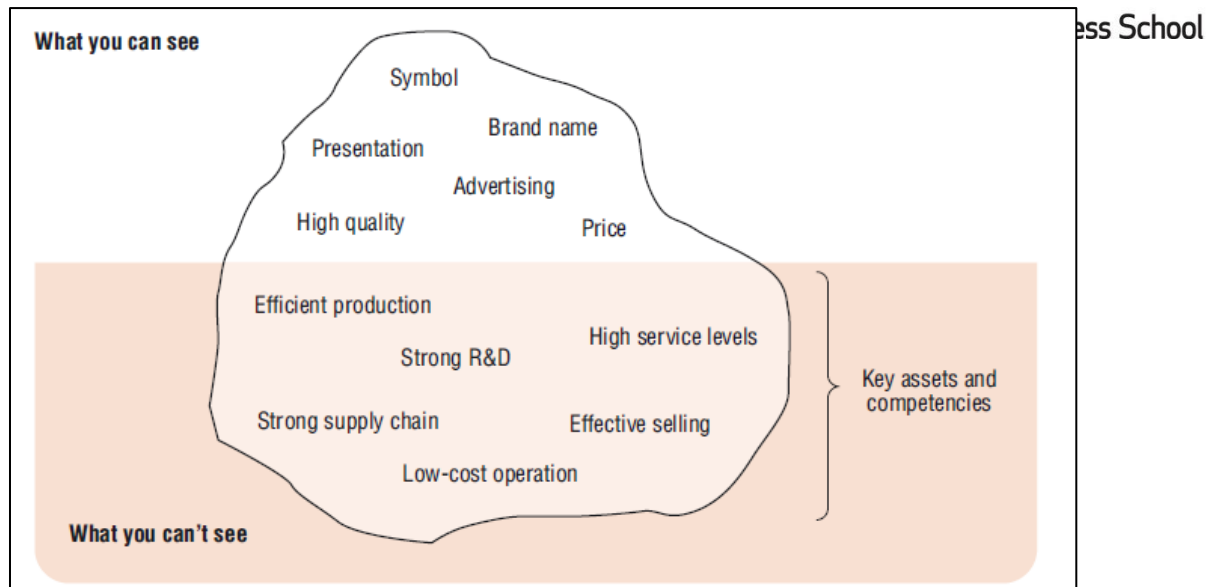 ess School
What you can see
Symbol
Brand name
Presentation
Advertising
High quality
Price
Efficient production
High service levels
Strong R&D
Key assets and
competencies
Strong supply chain
Effective selling
Low-cost operation
What you can't see